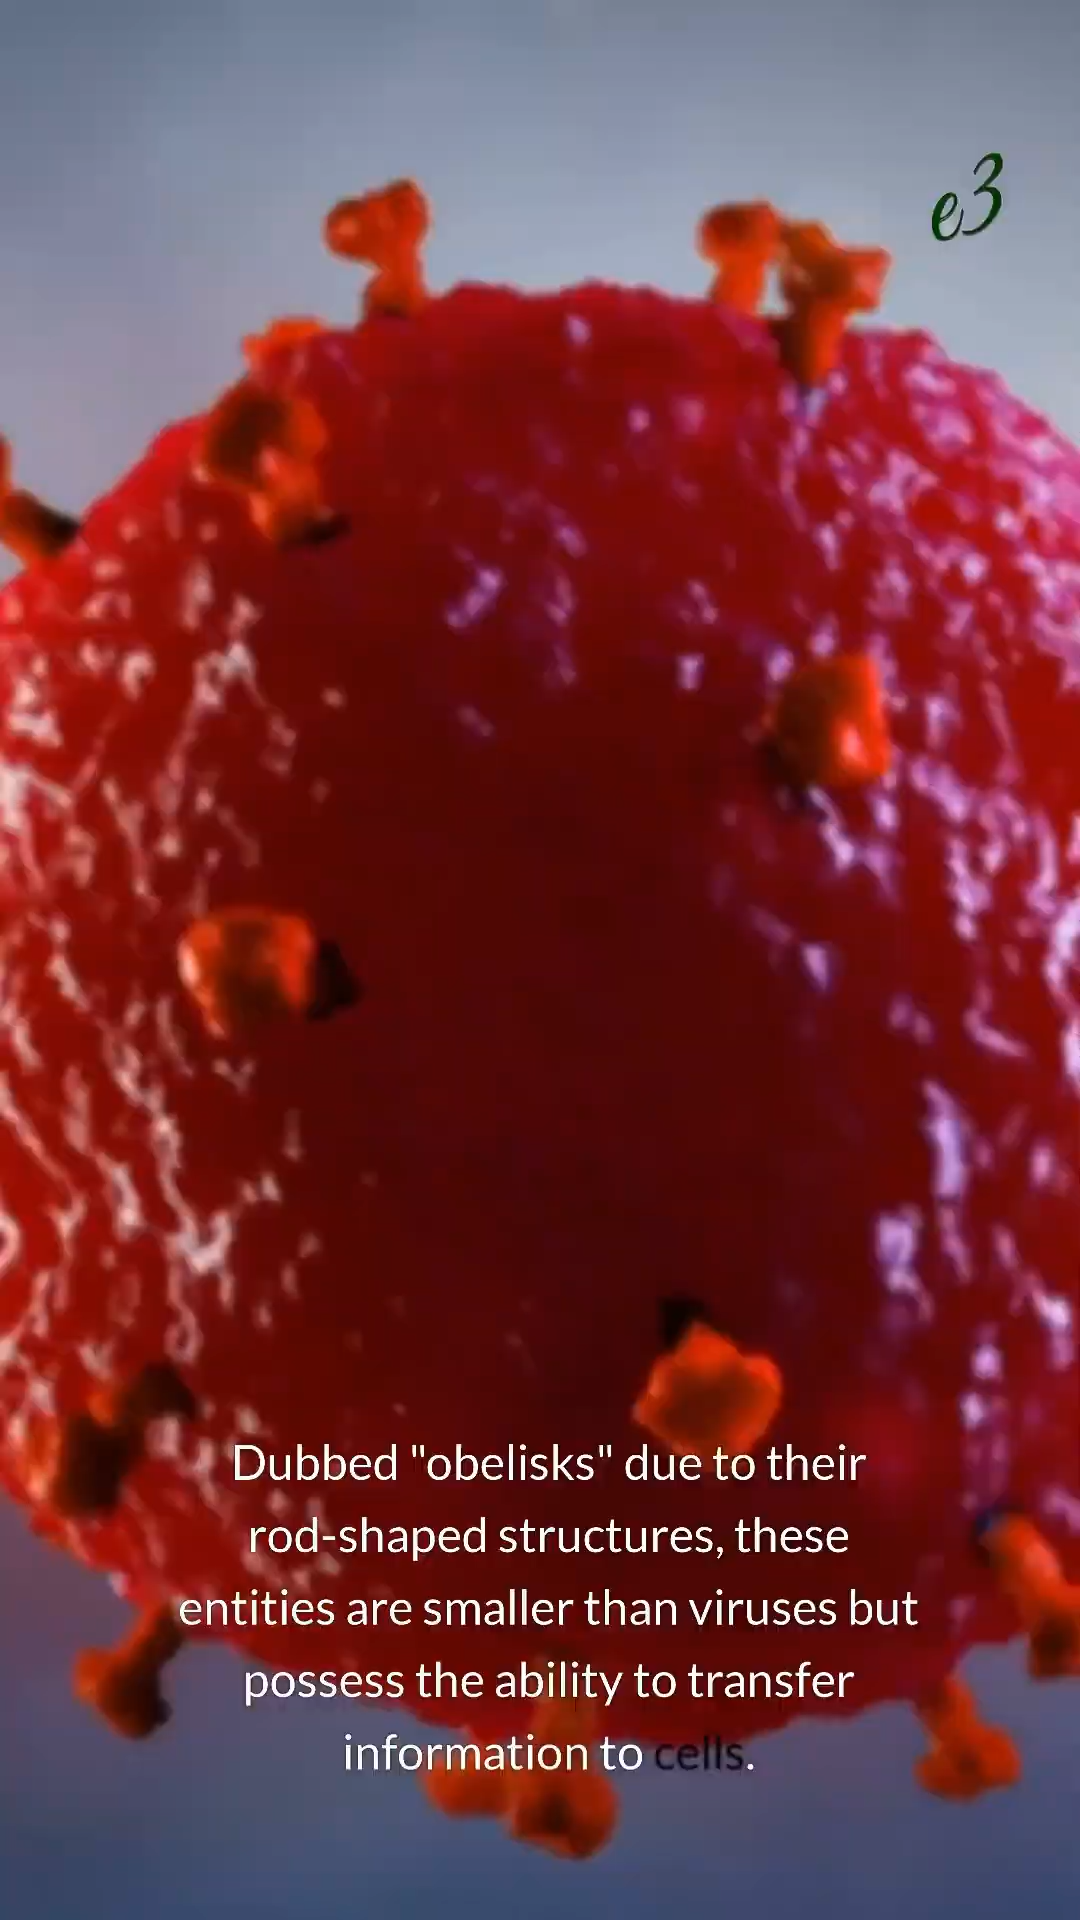 e3
Dubbed "obelisks" due to their
rod-shaped structures, these
entities are smaller than viruses but
possess the ability to transfer
information to cells.